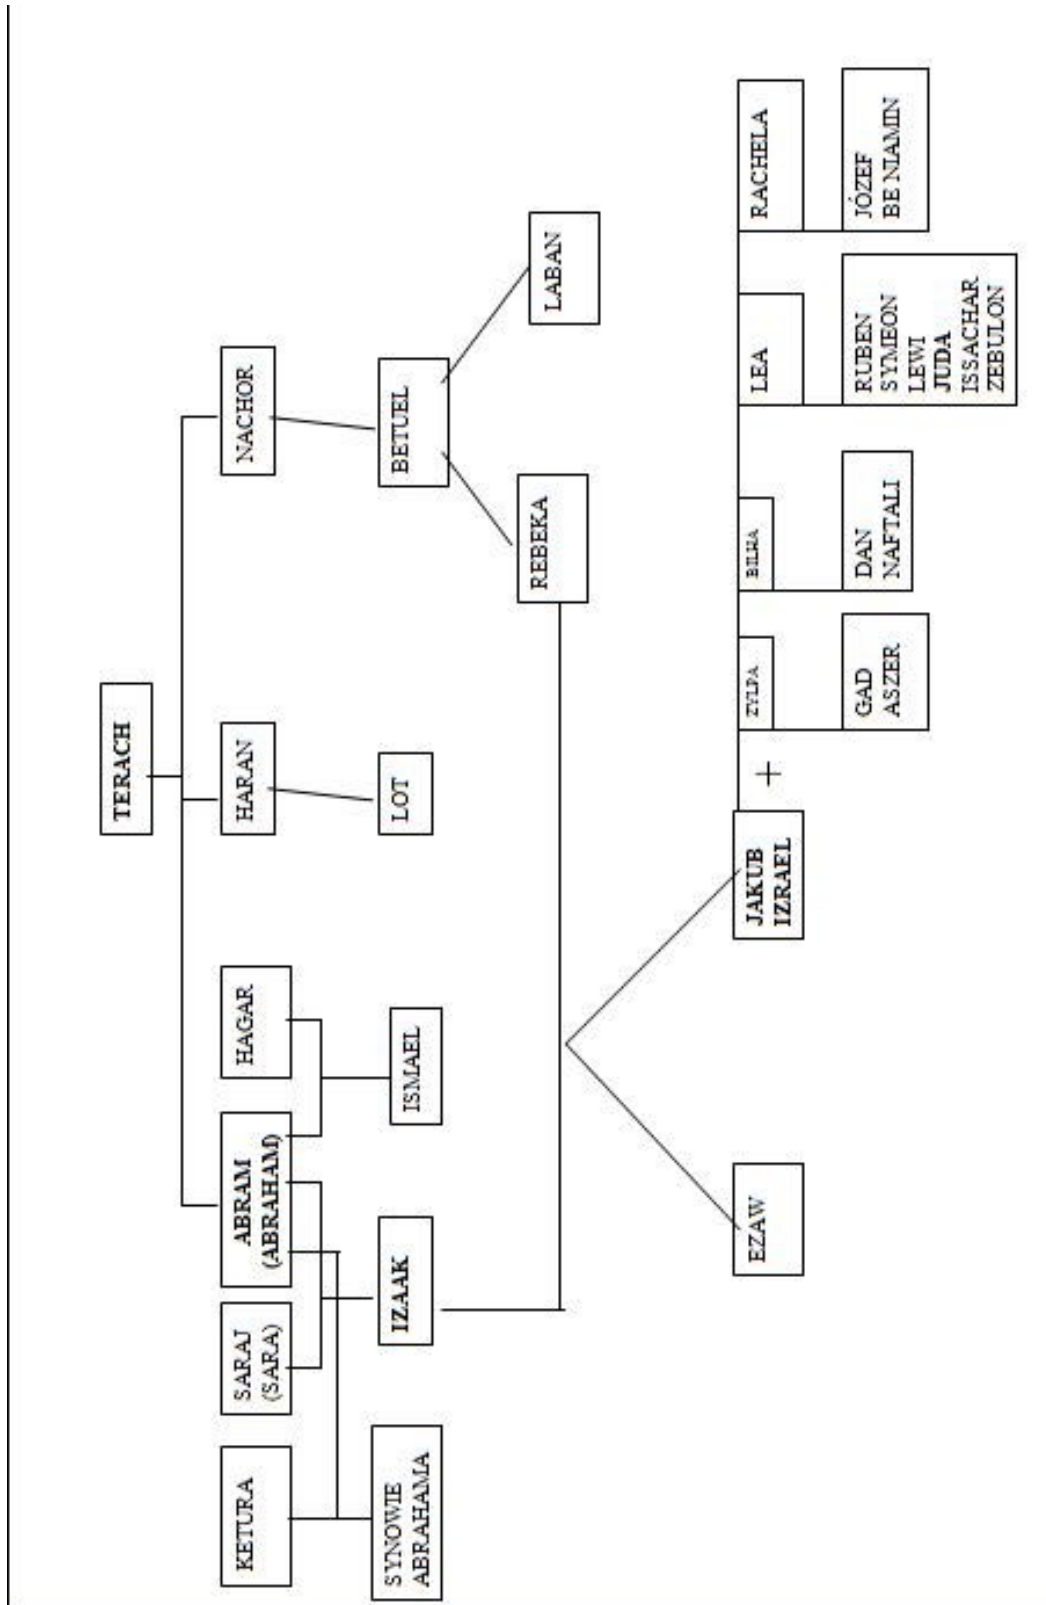 TERACH
KETURA
SARAJ
(SARA)
ABRAM
(ABRAHAM)
HAGAR
HARAN
NACHOR
SYNOWIE
ABRAHAMA
IZAAK
ISMAEL
LOT
BETUEL
REBEKA
LABAN
EZAW
JAKUB
IZRAEL
+
ZYLPA
BILHA
LEA
RACHELA
GAD
ASZER
DAN
NAFTALI
RUBEN
SYMEON
LEWI
JUDA
ISSACHAR
ZEBULON
JÓZEF
BE NIAMIN